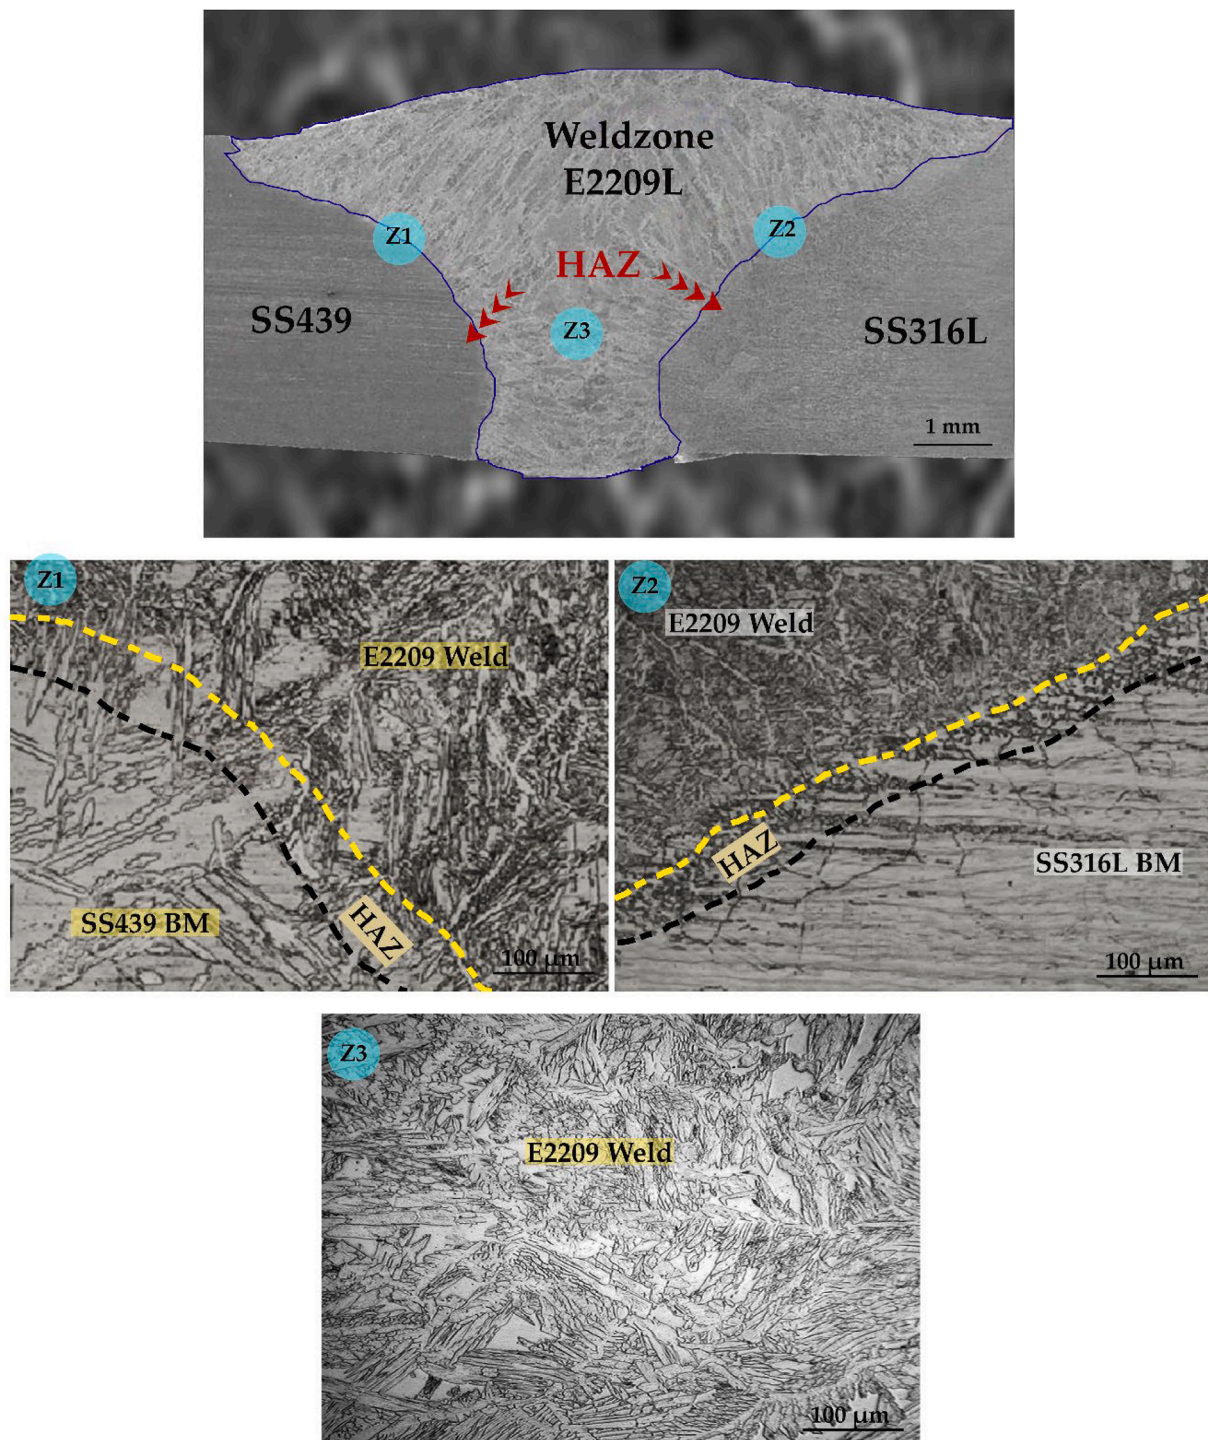 Weldzone
E2209L
Z1
Z2
HAZ
SS439
Z3
SS316L
1 mm
Z1
E2209 Weld
SS439 BM
HAZ
100 µm
Z2
E2209 Weld
HAZ
SS316L BM
100 µm
Z3
E2209 Weld
100 µm